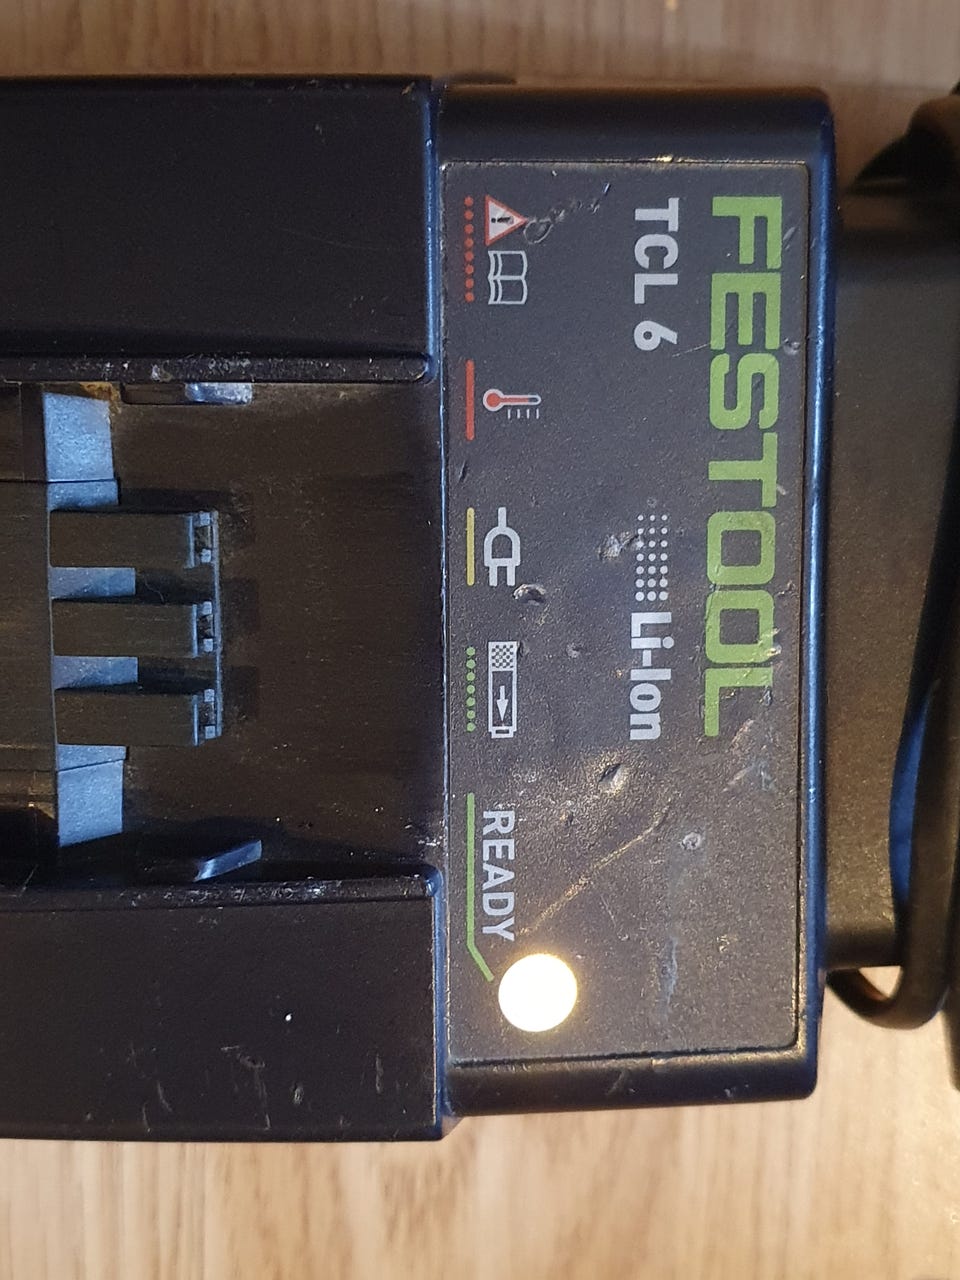 FESTOOL
TCL 6
Li-Ion
READY